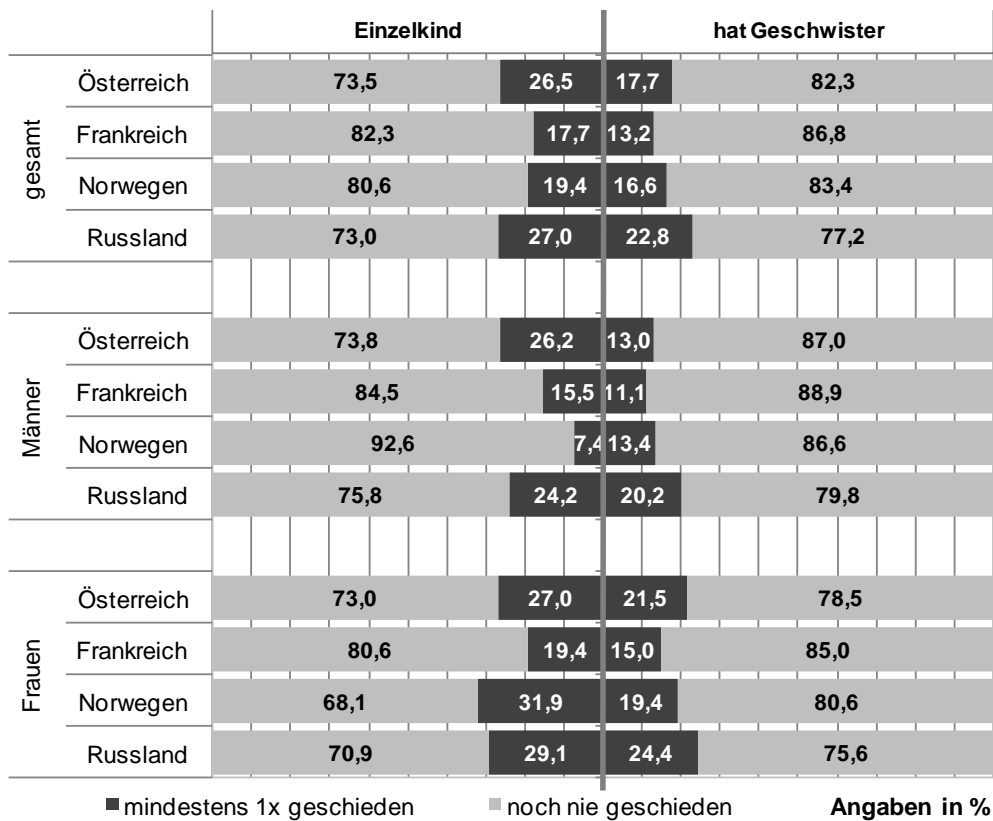 Einzelkind hat Geschwister
gesamt
Österreich 73,5 26,5 17,7 82,3
Frankreich 82,3 17,7 13,2 86,8
Norwegen 80,6 19,4 16,6 83,4
Russland 73,0 27,0 22,8 77,2
Männer
Österreich 73,8 26,2 13,0 87,0
Frankreich 84,5 15,5 11,1 88,9
Norwegen 92,6 7,4 13,4 86,6
Russland 75,8 24,2 20,2 79,8
Frauen
Österreich 73,0 27,0 21,5 78,5
Frankreich 80,6 19,4 15,0 85,0
Norwegen 68,1 31,9 19,4 80,6
Russland 70,9 29,1 24,4 75,6
mindestens 1x geschieden noch nie geschieden Angaben in %